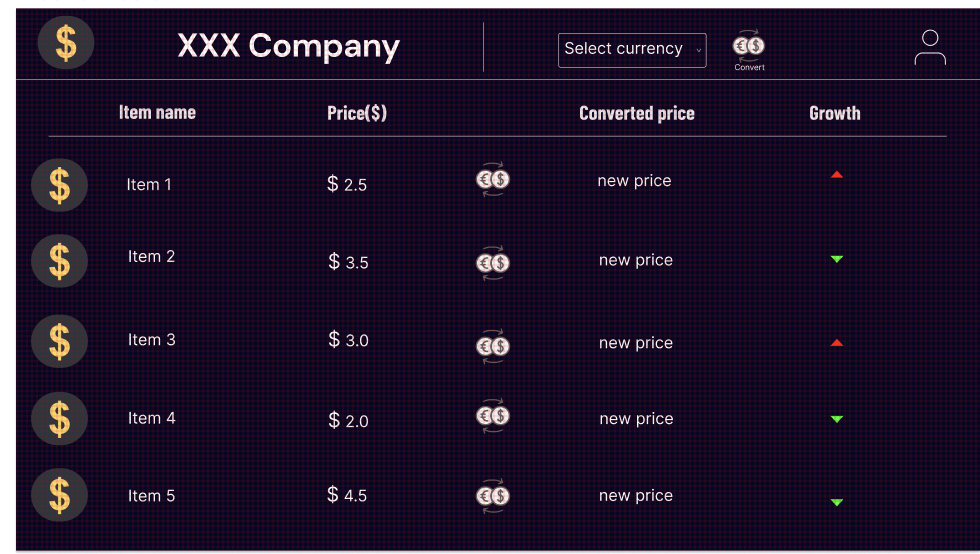 $ XXX Company Select currency €$ Convert
Item name Price($) Converted price Growth
$ Item 1 $ 2.5 €$ new price
$ Item 2 $ 3.5 €$ new price
$ Item 3 $ 3.0 €$ new price
$ Item 4 $ 2.0 €$ new price
$ Item 5 $ 4.5 €$ new price